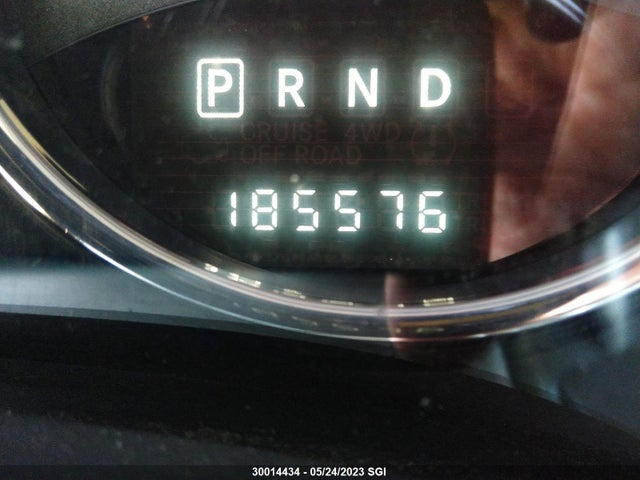 P R N D
CRUISE 4WD
OFF ROAD
185576
30014434 - 05/24/2023 SGI